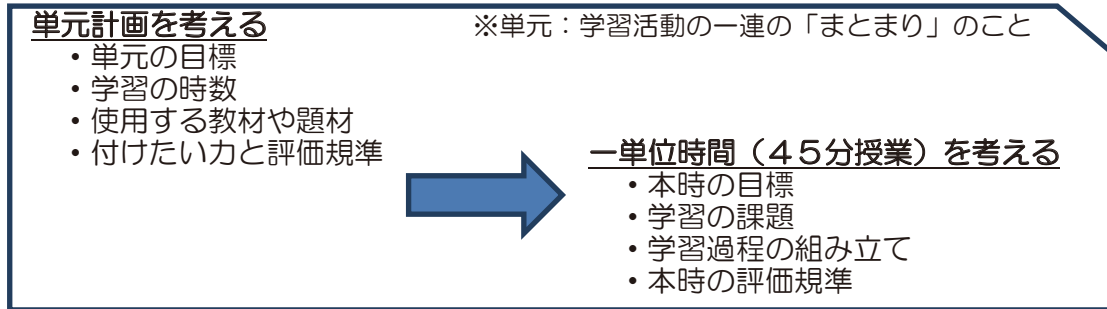 単元計画を考える
※単元：学習活動の一連の「まとまり」のこと
・単元の目標
・学習の時数
・使用する教材や題材
・付けたい力と評価規準
一単位時間（４５分授業）を考える
・本時の目標
・学習の課題
・学習過程の組み立て
・本時の評価規準